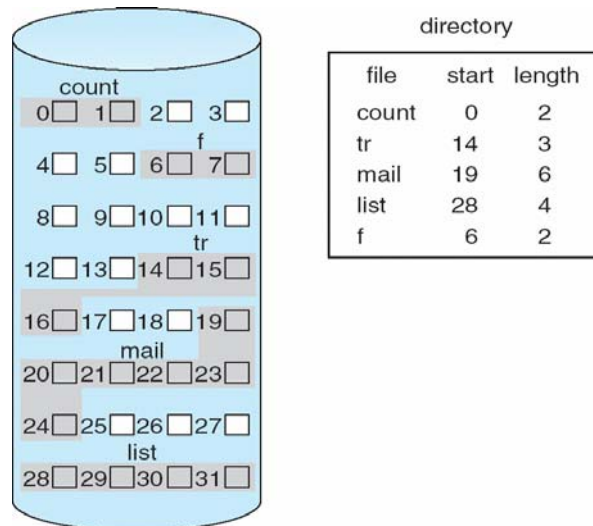 count
0 1 2 3
f
4 5 6 7
8 9 10 11
tr
12 13 14 15
16 17 18 19
mail
20 21 22 23
24 25 26 27
list
28 29 30 31
directory
file start length
count 0 2
tr 14 3
mail 19 6
list 28 4
f 6 2